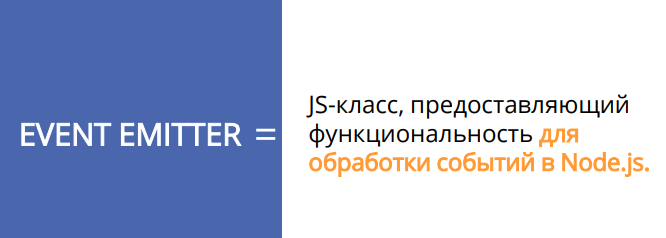 EVENT EMITTER =
JS-класс, предоставляющий
функциональность для
обработки событий в Node.js.